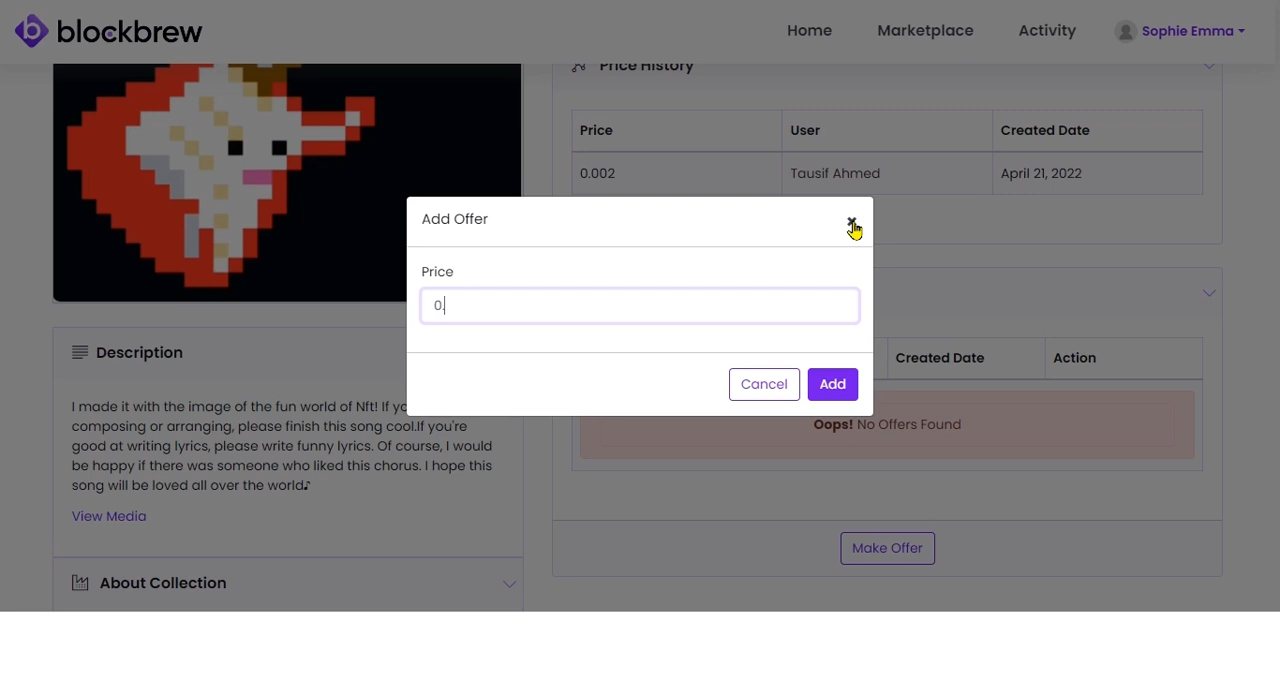 blockbrew
Home
Marketplace
Activity
Sophie Emma
Price History
Price
User
Created Date
0.002
Tausif Ahmed
April 21, 2022
Add Offer
Price
0.
Cancel
Add
Description
I made it with the image of the fun world of Nft! If yo
composing or arranging, please finish this song cool.If you're
good at writing lyrics, please write funny lyrics. Of course, I would
be happy if there was someone who liked this chorus. I hope this
song will be loved all over the world♪
View Media
About Collection
Created Date
Action
Oops! No Offers Found
Make Offer